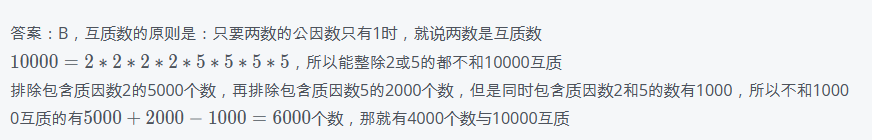 答案：B，互质数的原则是：只要两数的公因数只有1时，就说两数是互质数
10000 = 2 * 2 * 2 * 2 * 5 * 5 * 5 * 5，所以能整除2或5的都不和10000互质
排除包含质因数2的5000个数，再排除包含质因数5的2000个数，但是同时包含质因数2和5的数有1000，所以不和1000
0互质的有5000 + 2000 − 1000 = 6000个数，那就有4000个数与10000互质